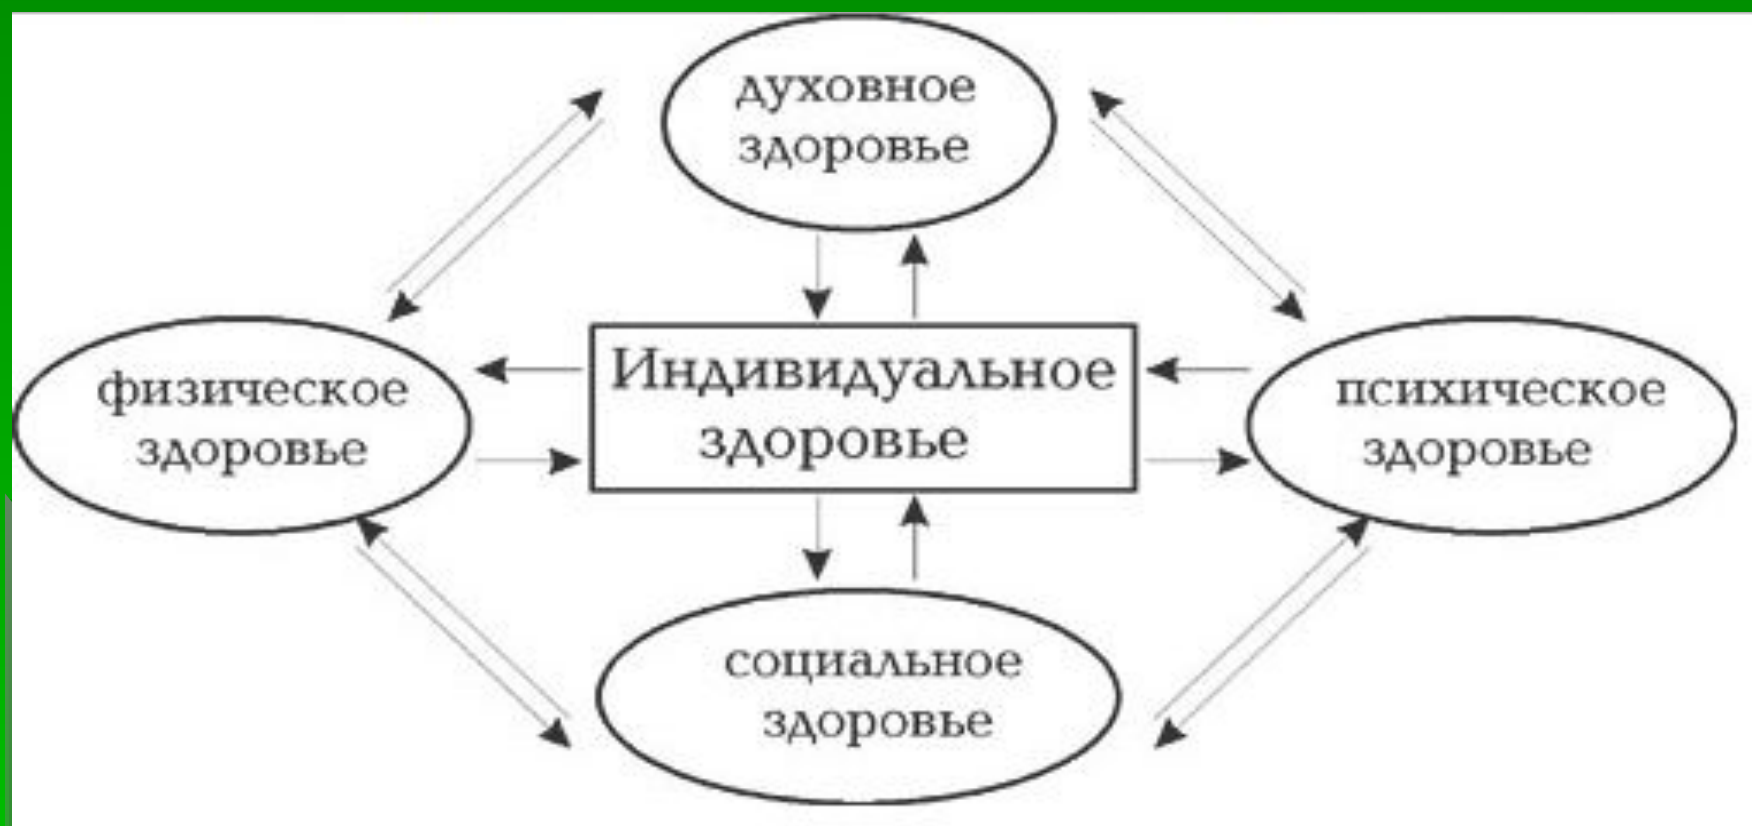 духовное
здоровье
физическое
здоровье
Индивидуальное
здоровье
психическое
здоровье
социальное
здоровье